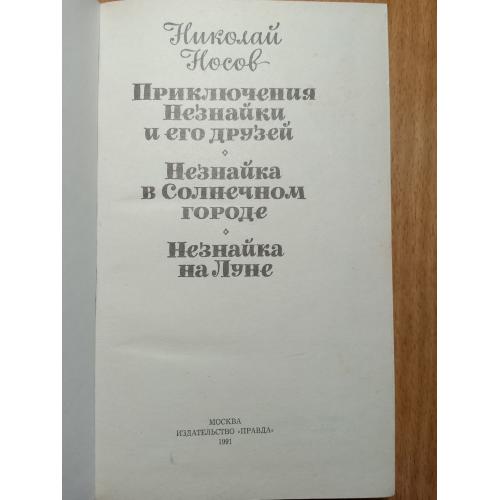 Николай
Носов
Приключения
Незнайки
и его друзей
Незнайка
в Солнечном
городе
Незнайка
на Луне
МОСКВА
ИЗДАТЕЛЬСТВО «ПРАВДА»
1991